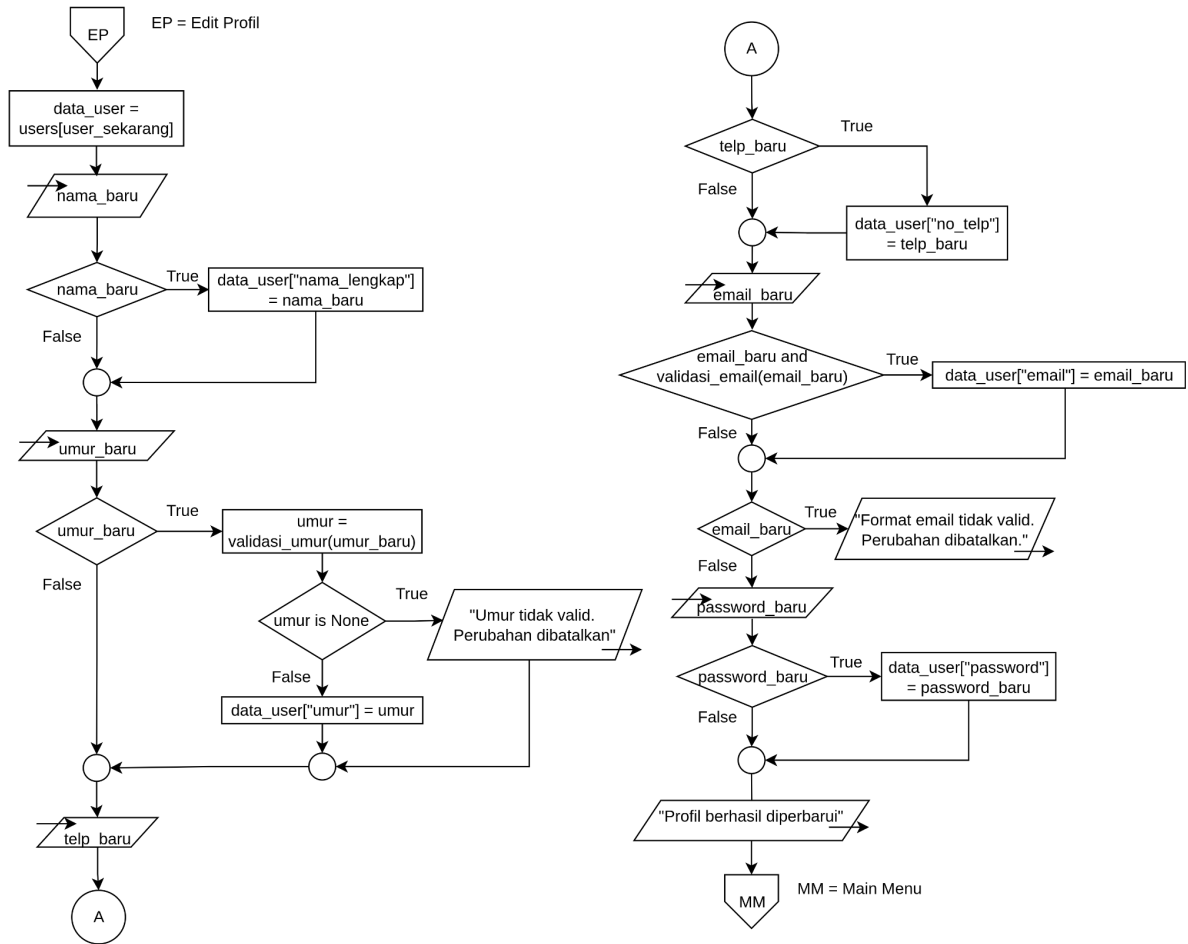 EP
EP = Edit Profil
data_user =
users[user_sekarang]
nama_baru
nama_baru
True
data_user["nama_lengkap"]
= nama_baru
False
umur_baru
umur_baru
True
umur =
validasi_umur(umur_baru)
False
umur is None
True
"Umur tidak valid.
Perubahan dibatalkan"
False
data_user["umur"] = umur
telp_baru
A
A
telp_baru
True
False
data_user["no_telp"]
= telp_baru
email_baru
email_baru and
validasi_email(email_baru)
True
data_user["email"] = email_baru
False
email_baru
True
"Format email tidak valid.
Perubahan dibatalkan."
False
password_baru
password_baru
True
data_user["password"]
= password_baru
False
"Profil berhasil diperbarui"
MM
MM = Main Menu